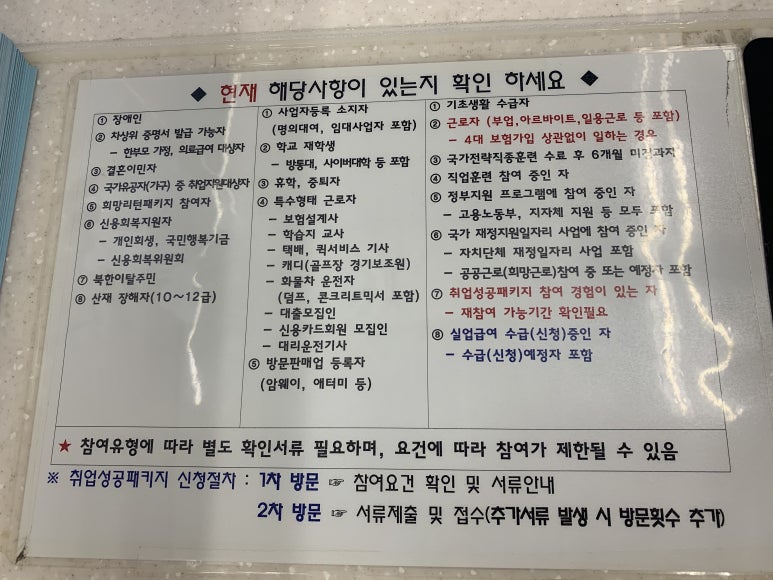 ◆ 현재 해당사항이 있는지 확인 하세요 ◆
① 장애인
② 차상위 증명서 발급 가능자
- 한부모 가정, 의료급여 대상자
③ 결혼이민자
④ 국가유공자(가구) 중 취업지원대상자
⑤ 희망리턴패키지 참여자
⑥ 신용회복지원자
- 개인회생, 국민행복기금
- 신용회복위원회
⑦ 북한이탈주민
⑧ 산재 장해자(10～12급)
① 사업자등록 소지자
(명의대여, 임대사업자 포함)
② 학교 재학생
- 방통대, 사이버대학 등 포함
③ 휴학, 중퇴자
④ 특수형태 근로자
- 보험설계사
- 학습지 교사
- 택배, 퀵서비스 기사
- 캐디(골프장 경기보조원)
- 화물차 운전자
(덤프, 콘크리트믹서 포함)
- 대출모집인
- 신용카드회원 모집인
- 대리운전기사
⑤ 방문판매업 등록자
(암웨이, 애터미 등)
① 기초생활 수급자
② 근로자 (부업,아르바이트,일용근로 등 포함)
- 4대 보험가입 상관없이 일하는 경우
③ 국가전략직종훈련 수료 후 6개월 미경과자
④ 직업훈련 참여 중인 자
⑤ 정부지원 프로그램에 참여 중인 자
- 고용노동부, 지자체 지원 등 모두 포함
⑥ 국가 재정지원일자리 사업에 참여 중인 자
- 자치단체 재정일자리 사업 포함
- 공공근로(희망근로)참여 중 또는 예정자 포함
⑦ 취업성공패키지 참여 경험이 있는 자
- 재참여 가능기간 확인필요
⑧ 실업급여 수급(신청)중인 자
- 수급(신청)예정자 포함
★ 참여유형에 따라 별도 확인서류 필요하며, 요건에 따라 참여가 제한될 수 있음
※ 취업성공패키지 신청절차 : 1차 방문 ☞ 참여요건 확인 및 서류안내
2차 방문 ☞ 서류제출 및 접수(추가서류 발생 시 방문횟수 추가)